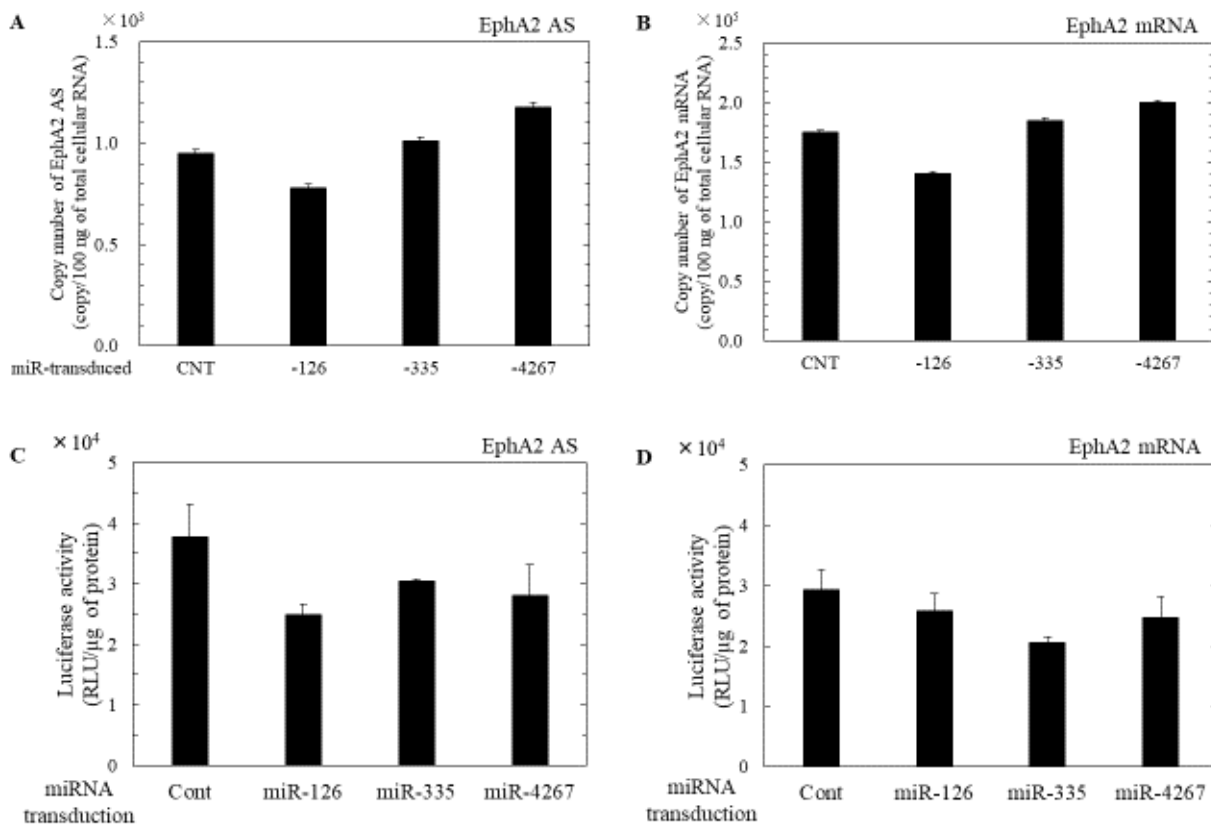 A
×10³
EphA2 AS
Copy number of EphA2 AS
(copy/100 ng of total cellular RNA)
1.5
1.0
0.5
0.0
miR-transduced CNT -126 -335 -4267
B
×10⁵
EphA2 mRNA
Copy number of EphA2 mRNA
(copy/100 ng of total cellular RNA)
2.5
2.0
1.5
1.0
0.5
0.0
CNT -126 -335 -4267
C
×10⁴
EphA2 AS
Luciferase activity
(RLU/µg of protein)
5
4
3
2
1
0
miRNA
transduction
Cont miR-126 miR-335 miR-4267
D
×10⁴
EphA2 mRNA
Luciferase activity
(RLU/µg of protein)
5
4
3
2
1
0
miRNA
transduction
Cont miR-126 miR-335 miR-4267